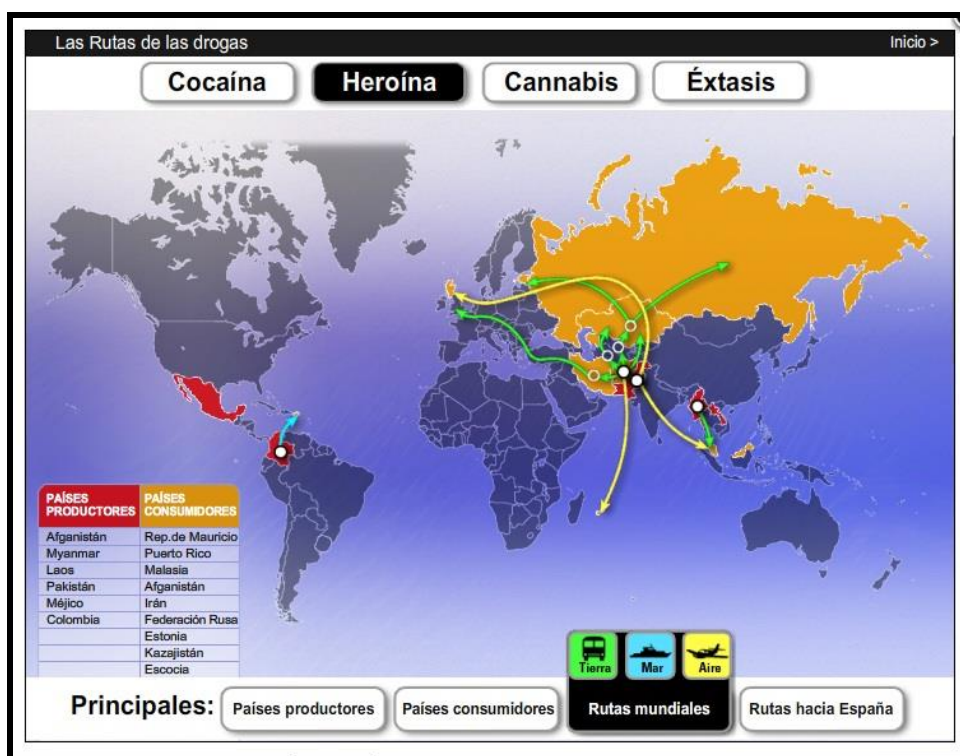 Las Rutas de las drogas
Inicio >
Cocaína
Heroína
Cannabis
Éxtasis
PAÍSES PRODUCTORES
PAÍSES CONSUMIDORES
Afganistán Rep.de Mauricio
Myanmar Puerto Rico
Laos Malasia
Pakistán Afganistán
Méjico Irán
Colombia Federación Rusa
Estonia
Kazajistán
Escocia
Tierra
Mar
Aire
Principales:
Países productores
Países consumidores
Rutas mundiales
Rutas hacia España